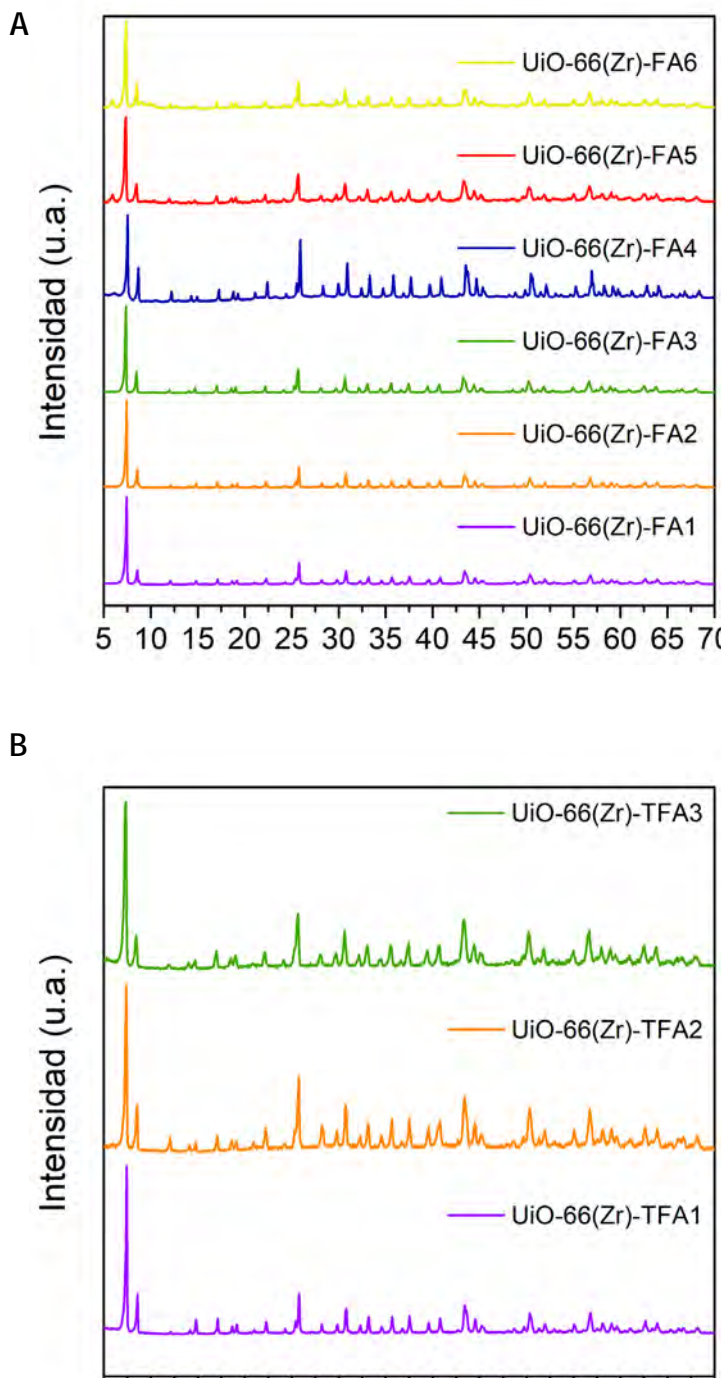 A
UiO-66(Zr)-FA6
UiO-66(Zr)-FA5
UiO-66(Zr)-FA4
UiO-66(Zr)-FA3
UiO-66(Zr)-FA2
UiO-66(Zr)-FA1
Intensidad (u.a.)
5 10 15 20 25 30 35 40 45 50 55 60 65 70
B
UiO-66(Zr)-TFA3
UiO-66(Zr)-TFA2
UiO-66(Zr)-TFA1
Intensidad (u.a.)